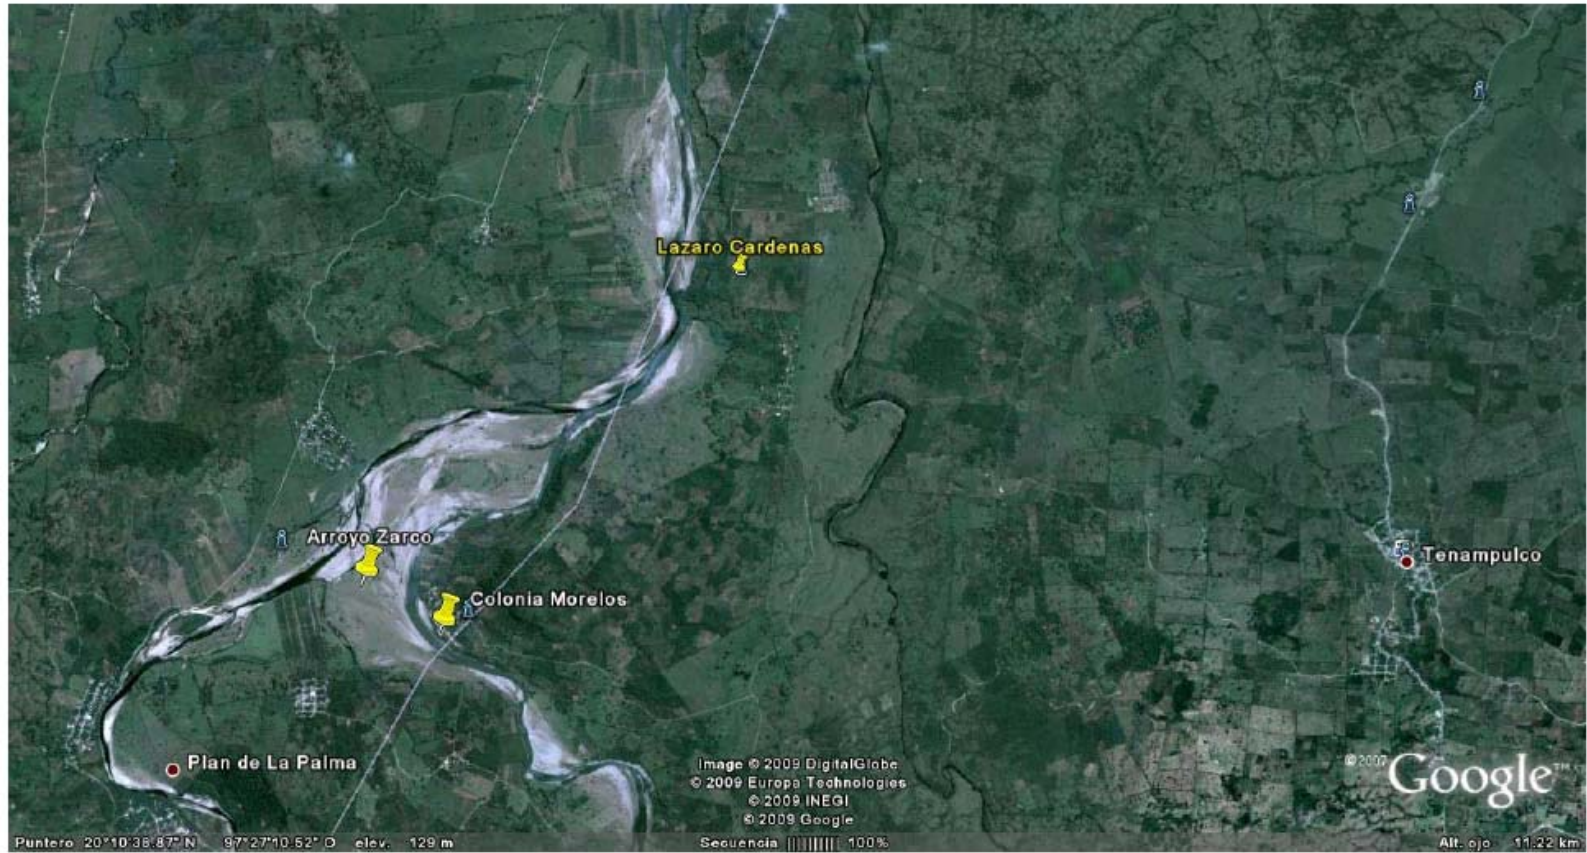 Lazaro Cardenas
Arroyo Zarco
Colonia Morelos
Tenampulco
Plan de La Palma
Image © 2009 DigitalGlobe
© 2009 Europa Technologies
© 2009 INEGI
© 2009 Google
© 2007 Google™
Puntero 20°10'38.87" N 97°27'10.52" O elev. 129 m Secuencia 100% Alt. ojo 11.22 km